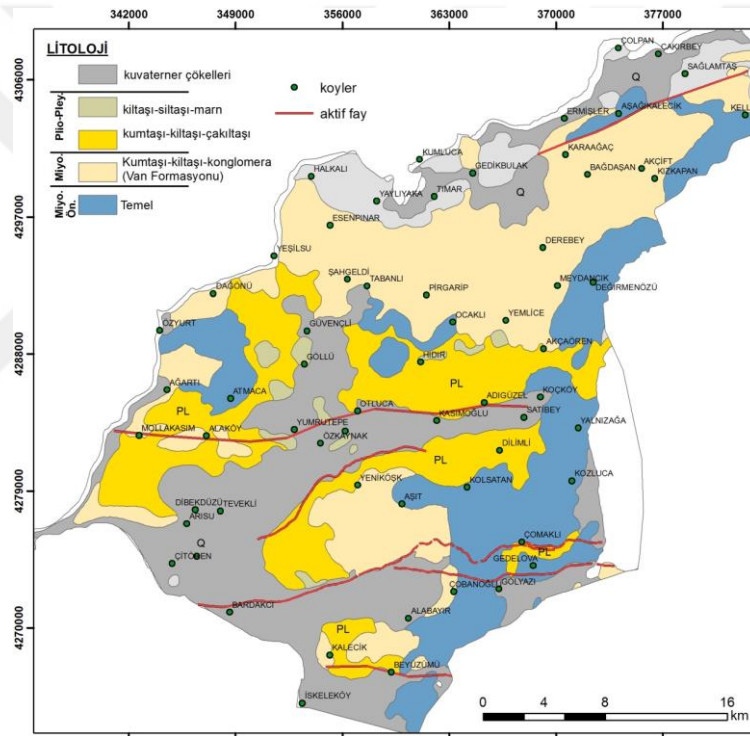 342000 349000 356000 363000 370000 377000
4306000
4297000
4288000
4279000
4270000
LİTOLOJİ
kuvaterner çökelleri
Plio-Pley.
kiltaşı-siltaşı-marn
kumtaşı-kiltaşı-çakıltaşı
Miyo.
Kumtaşı-kiltaşı-konglomera
(Van Formasyonu)
Miyo. Ön.
Temel
koyler
aktif fay
ÇOLPAN
ÇAKIRBEY
Q
SAĞLAMTAŞ
ERMİŞLER
AŞAĞIKALECİK
KELL
KARAAĞAÇ
KUMLUCA
GEDİKBULAK
BAĞDAŞAN
AKÇİFT
KIZKAPAN
HALKALI
YAYLIYAKA
TIMAR
Q
ESENPINAR
YEŞİLSU
DEREBEY
ŞAHGELDİ
TABANLI
PİRGARİP
MEYDANCIK
DEĞİRMENÖZÜ
DAĞÖNÜ
ÖZYURT
GÜVENÇLİ
OCAKLI
YEMLİCE
GÖLLÜ
HIDIR
AKÇAÖREN
AĞARTI
ATMACA
PL
PL
OTLUCA
ADIGÜZEL
KOÇKÖY
KASIMOĞLU
SATIBEY
YALNIZAĞA
MOLLAKASIM
ALAKÖY
YUMRUTEPE
ÖZKAYNAK
DİLİMLİ
PL
YENİKÖŞK
KOLSATAN
KOZLUCA
DİBEKDÜZÜ
TEVEKLİ
ARISU
AŞIT
Q
ÇİTÖREN
ÇOMAKLI
PL
GEDELOVA
ÇOBANOĞLU
GÖLYAZI
BARDAKÇI
ALABAYIR
PL
KALECİK
BEYÜZÜMÜ
İSKELEKÖY
0 4 8 16
km